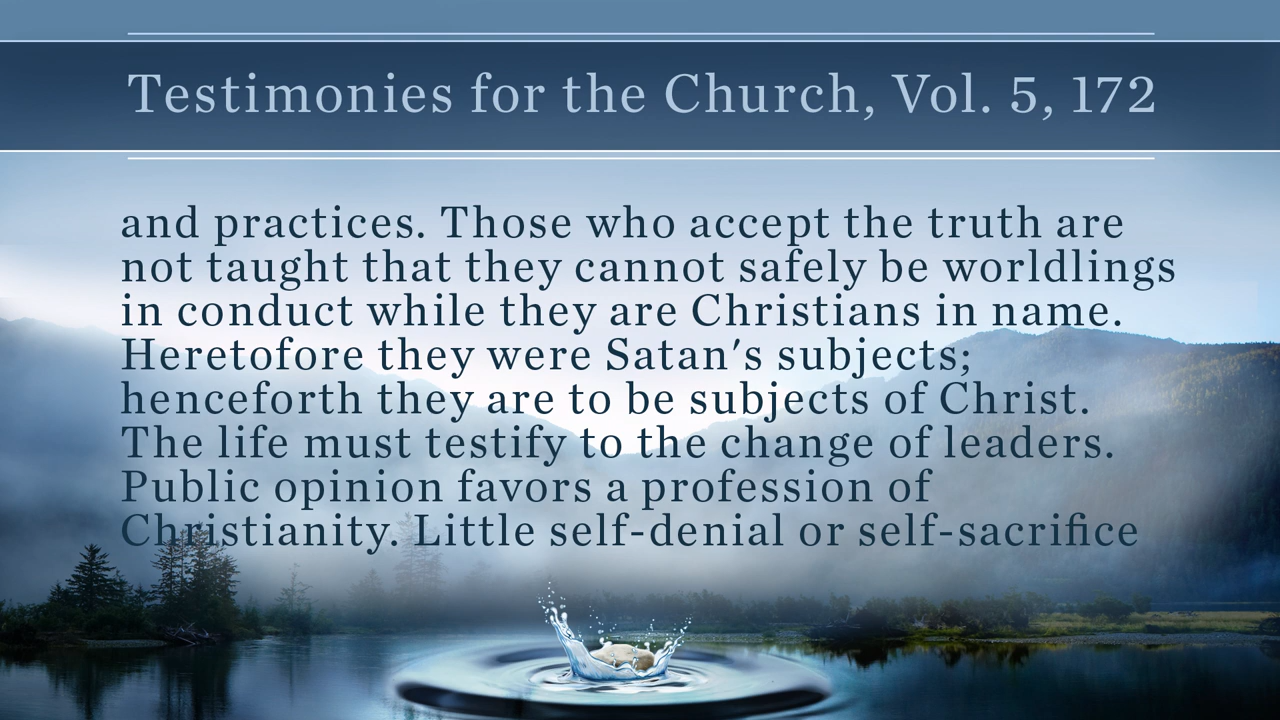 Testimonies for the Church, Vol. 5, 172
and practices. Those who accept the truth are
not taught that they cannot safely be worldlings
in conduct while they are Christians in name.
Heretofore they were Satan's subjects;
henceforth they are to be subjects of Christ.
The life must testify to the change of leaders.
Public opinion favors a profession of
Christianity. Little self-denial or self-sacrifice